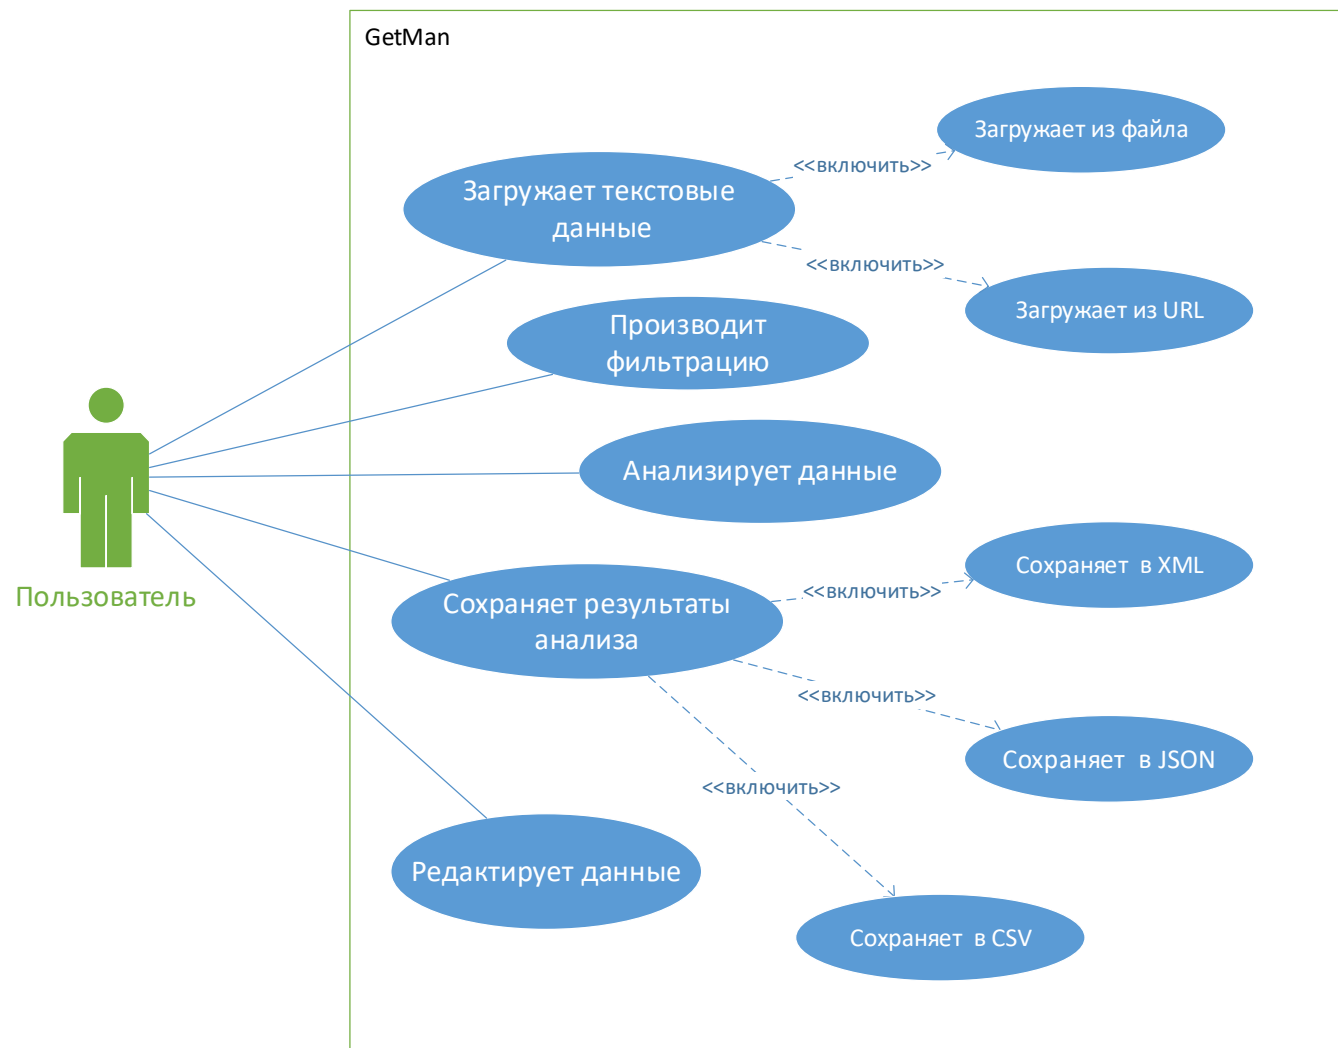 GetMan
Загружает из файла
<<включить>>
Загружает текстовые
данные
<<включить>>
Загружает из URL
Производит
фильтрацию
Анализирует данные
Пользователь
Сохраняет в XML
<<включить>>
Сохраняет результаты
анализа
<<включить>>
Сохраняет в JSON
<<включить>>
Редактирует данные
Сохраняет в CSV